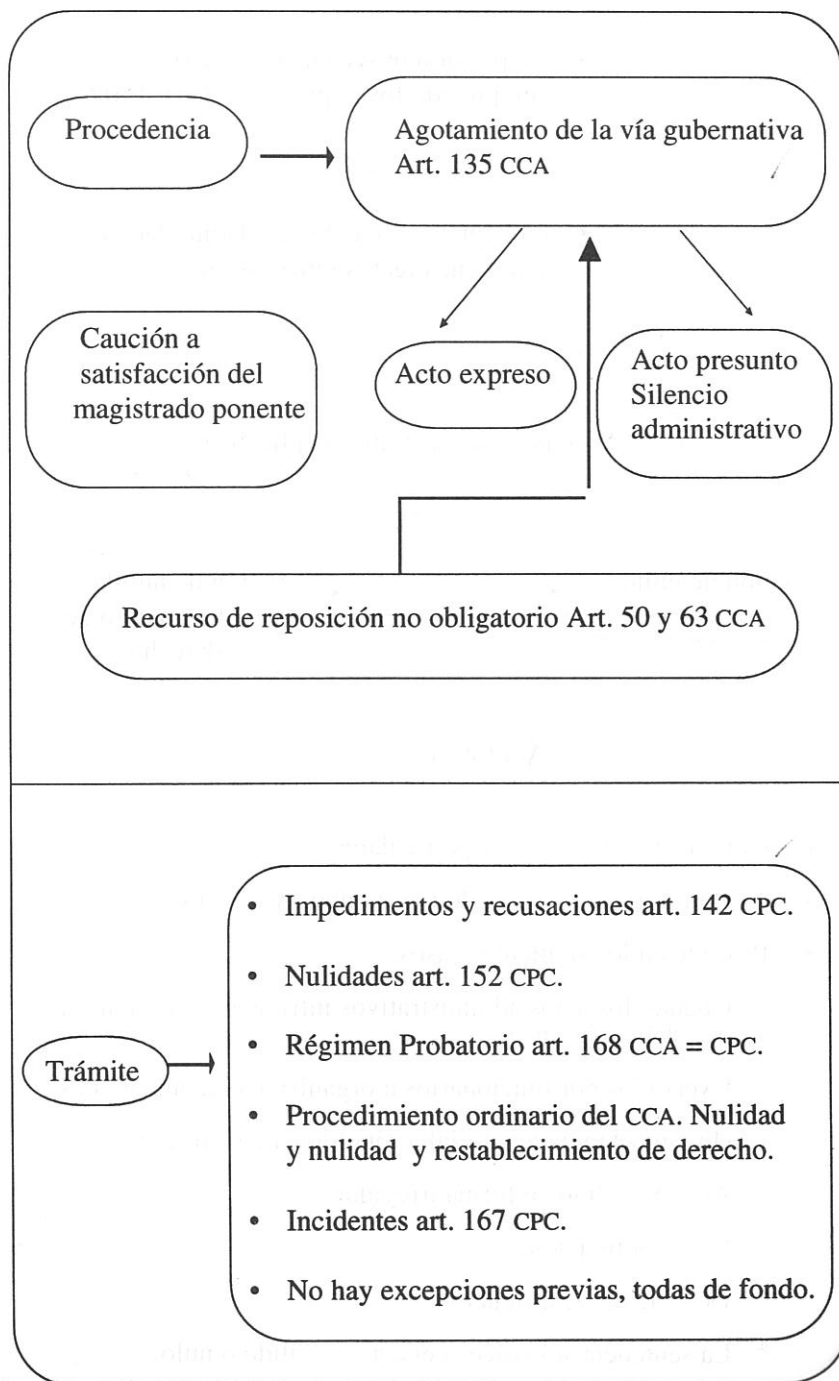 Procedencia
Agotamiento de la vía gubernativa
Art. 135 CCA
Caución a
satisfacción del
magistrado ponente
Acto expreso
Acto presunto
Silencio
administrativo
Recurso de reposición no obligatorio Art. 50 y 63 CCA
Trámite
• Impedimentos y recusaciones art. 142 CPC.
• Nulidades art. 152 CPC.
• Régimen Probatorio art. 168 CCA = CPC.
• Procedimiento ordinario del CCA. Nulidad
y nulidad y restablecimiento de derecho.
• Incidentes art. 167 CPC.
• No hay excepciones previas, todas de fondo.